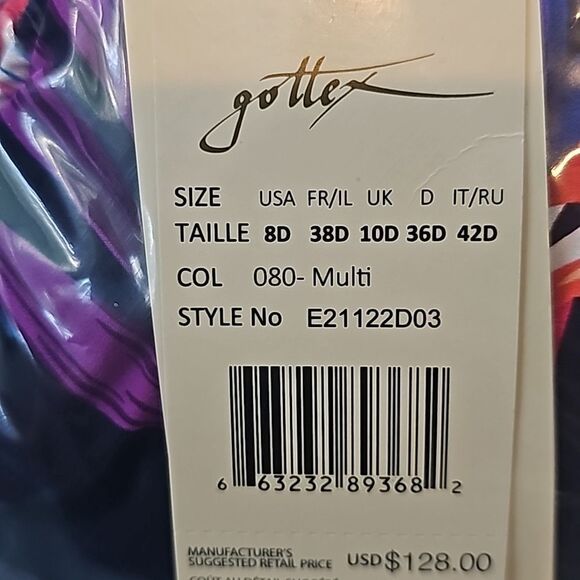 gottex
SIZE USA FR/IL UK D IT/RU
TAILLE 8D 38D 10D 36D 42D
COL 080- Multi
STYLE No E21122D03
6 63232 89368 2
MANUFACTURER'S
SUGGESTED RETAIL PRICE USD$128.00